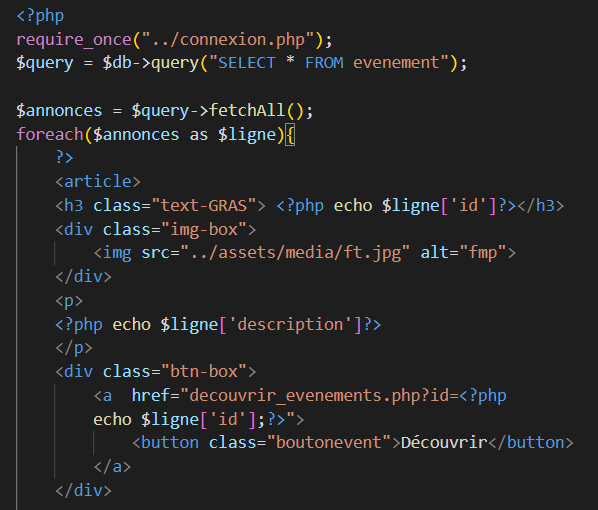 <?php
require_once("../connexion.php");
$query = $db->query("SELECT * FROM evenement");
$annonces = $query->fetchAll();
foreach($annonces as $ligne){
?>
<article>
<h3 class="text-GRAS"> <?php echo $ligne['id']?></h3>
<div class="img-box">
<img src="../assets/media/ft.jpg" alt="fmp">
</div>
<p>
<?php echo $ligne['description']?>
</p>
<div class="btn-box">
<a  href="decouvrir_evenements.php?id=<?php
echo $ligne['id'];?>">
<button class="boutonevent">Découvrir</button>
</a>
</div>